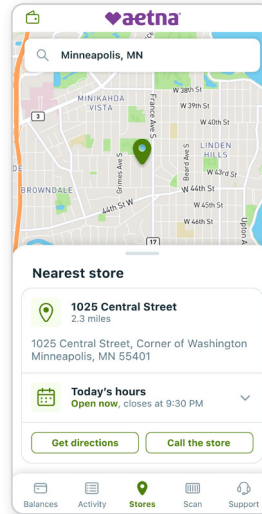 aetna
Minneapolis, MN
W 38th St
MINIKAHDA
VISTA
France Ave S
W 39th St
3
W 40th St
LINDEN
HILLS
Grimes Ave S
Beard Ave S
W 43rd St
BROWNDALE
W 44th St
44th St W
W 45th St
W 46th St
Upton A
17
Nearest store
1025 Central Street
2.3 miles
1025 Central Street, Corner of Washington
Minneapolis, MN 55401
Today's hours
Open now, closes at 9:30 PM
Get directions
Call the store
Balances
Activity
Stores
Scan
Support